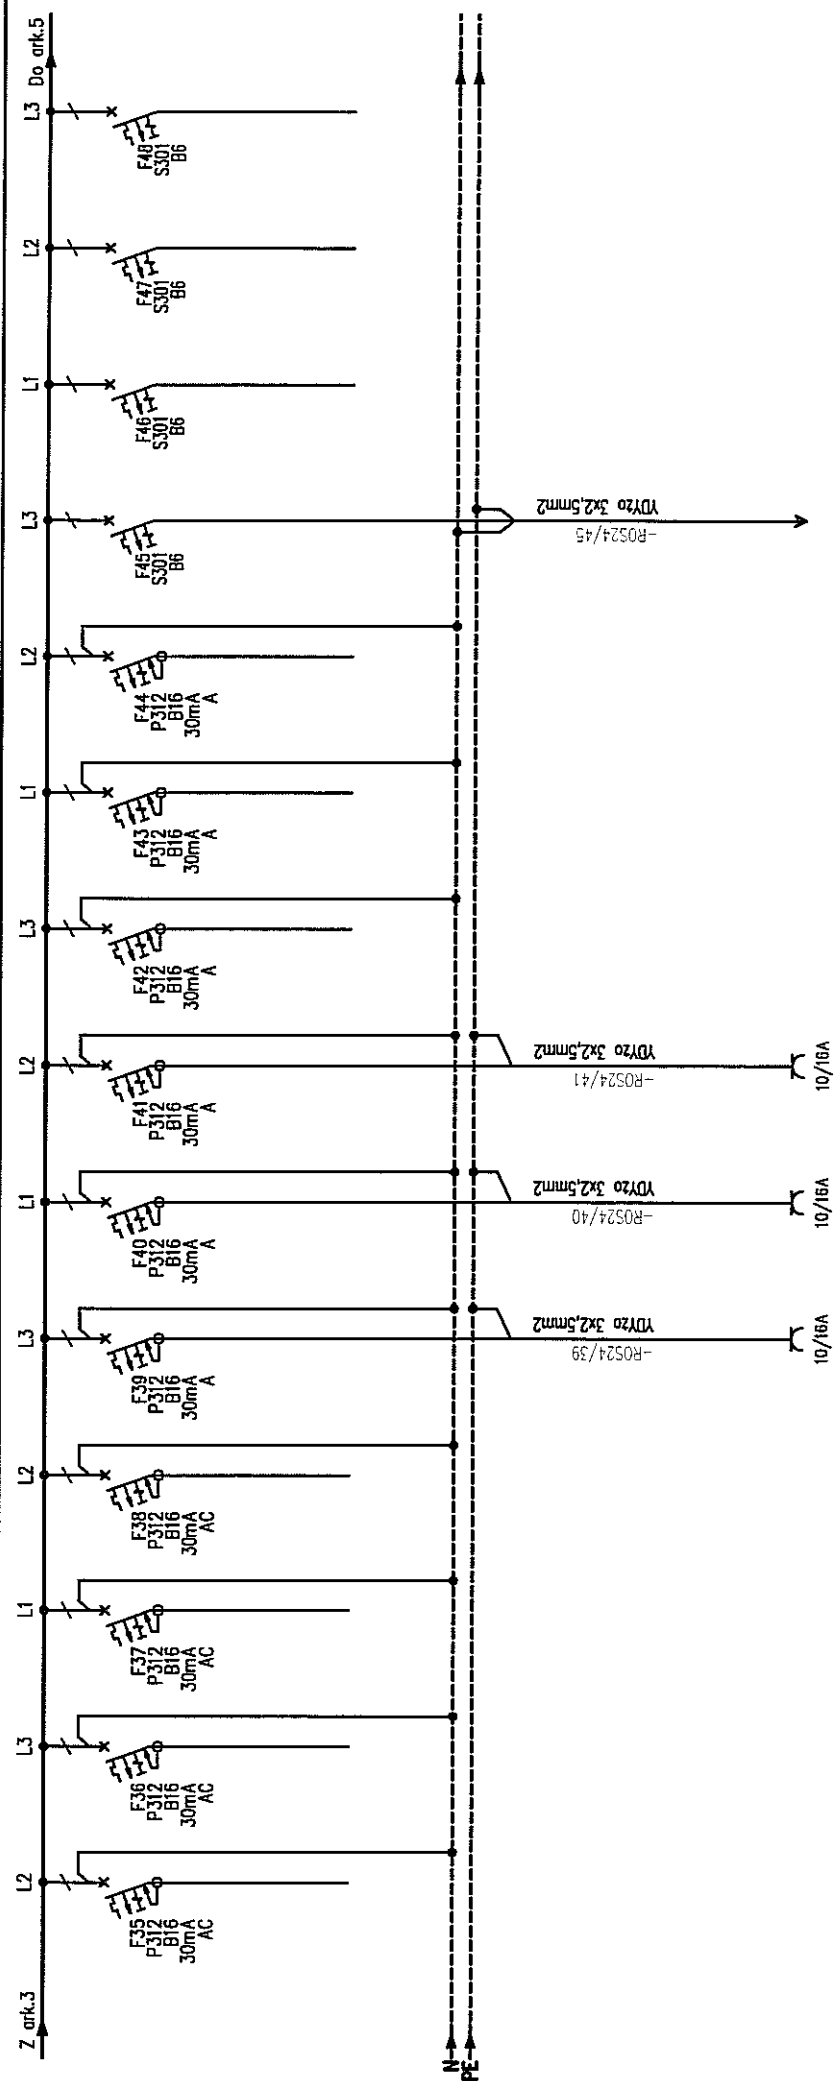 Z ark.3
L2
F35
P312
B16
30mA
AC
L3
F36
P312
B16
30mA
AC
L1
F37
P312
B16
30mA
AC
L2
F38
P312
B16
30mA
AC
L3
F39
P312
B16
30mA
A
L1
F40
P312
B16
30mA
A
L2
F41
P312
B16
30mA
A
L3
F42
P312
B16
30mA
A
L1
F43
P312
B16
30mA
A
L2
F44
P312
B16
30mA
A
L3
F45
S301
B6
L1
F46
S301
B6
L2
F47
S301
B6
L3
F48
S301
B6
Do ark.5
N
PE
-ROS24/39
YDYżo 3x2,5mm2
10/16A
-ROS24/40
YDYżo 3x2,5mm2
10/16A
-ROS24/41
YDYżo 3x2,5mm2
10/16A
-ROS24/45
YDYżo 3x2,5mm2